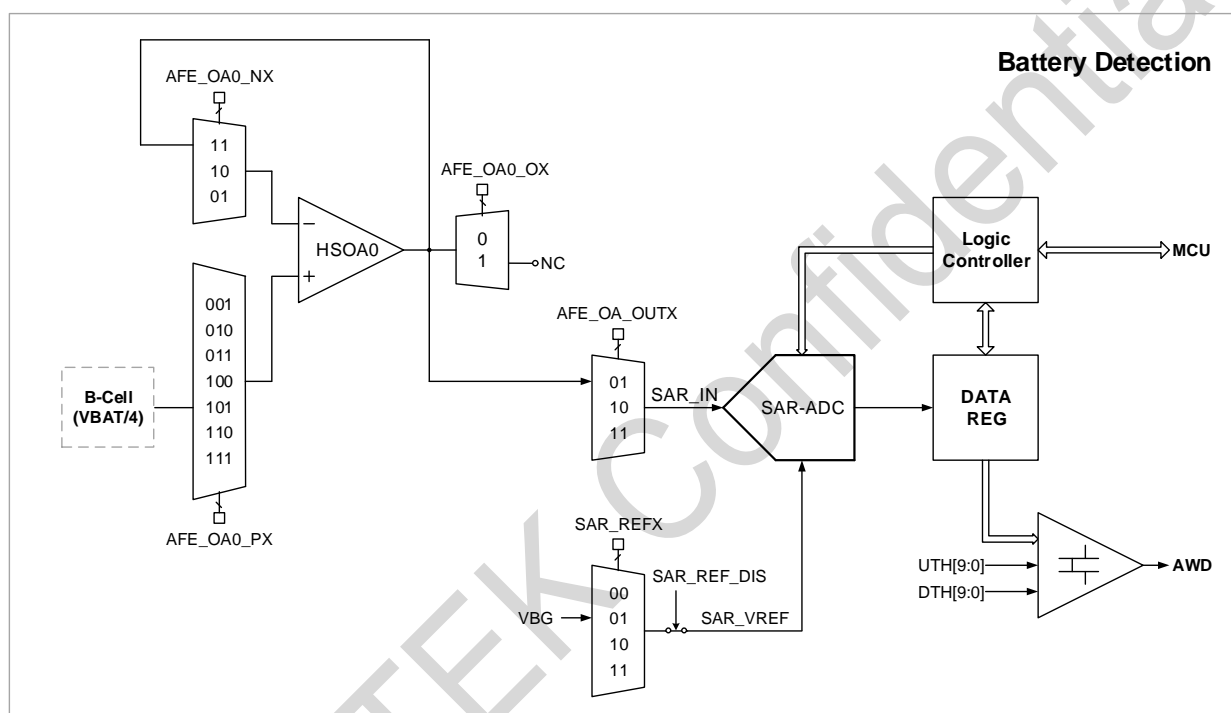 Battery Detection
AFE_OA0_NX
11
10
01
AFE_OA0_OX
0
1
NC
HSOA0
−
+
001
010
011
100
101
110
111
B-Cell
(VBAT/4)
AFE_OA0_PX
AFE_OA_OUTX
01
10
11
SAR_IN
SAR-ADC
Logic
Controller
MCU
DATA
REG
SAR_REFX
00
01
10
11
VBG
SAR_REF_DIS
SAR_VREF
UTH[9:0]
DTH[9:0]
AWD
TEK Confidential